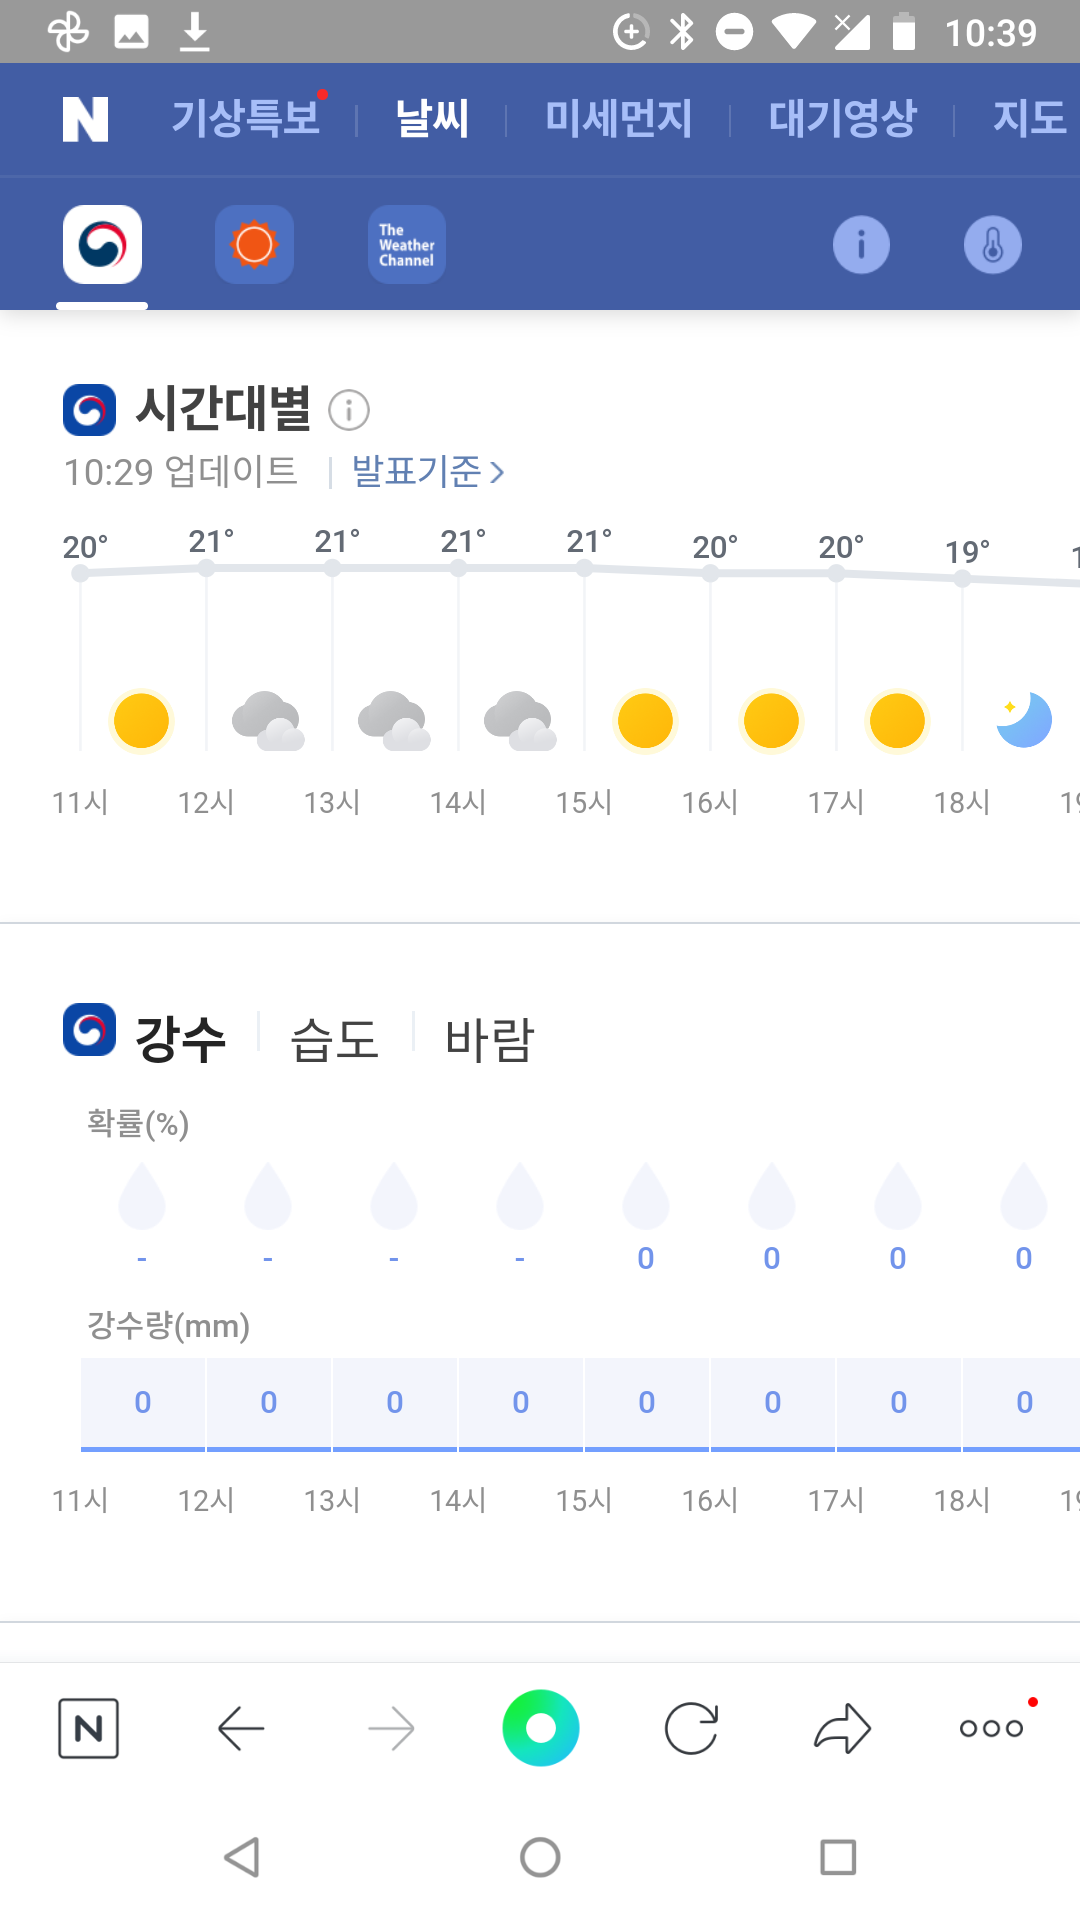 10:39
N 기상특보 날씨 미세먼지 대기영상 지도
The
Weather
Channel
시간대별
10:29 업데이트 발표기준
20° 21° 21° 21° 21° 20° 20° 19°
11시 12시 13시 14시 15시 16시 17시 18시
강수 습도 바람
확률(%)
- - - - 0 0 0 0
강수량(mm)
0 0 0 0 0 0 0 0
11시 12시 13시 14시 15시 16시 17시 18시
N